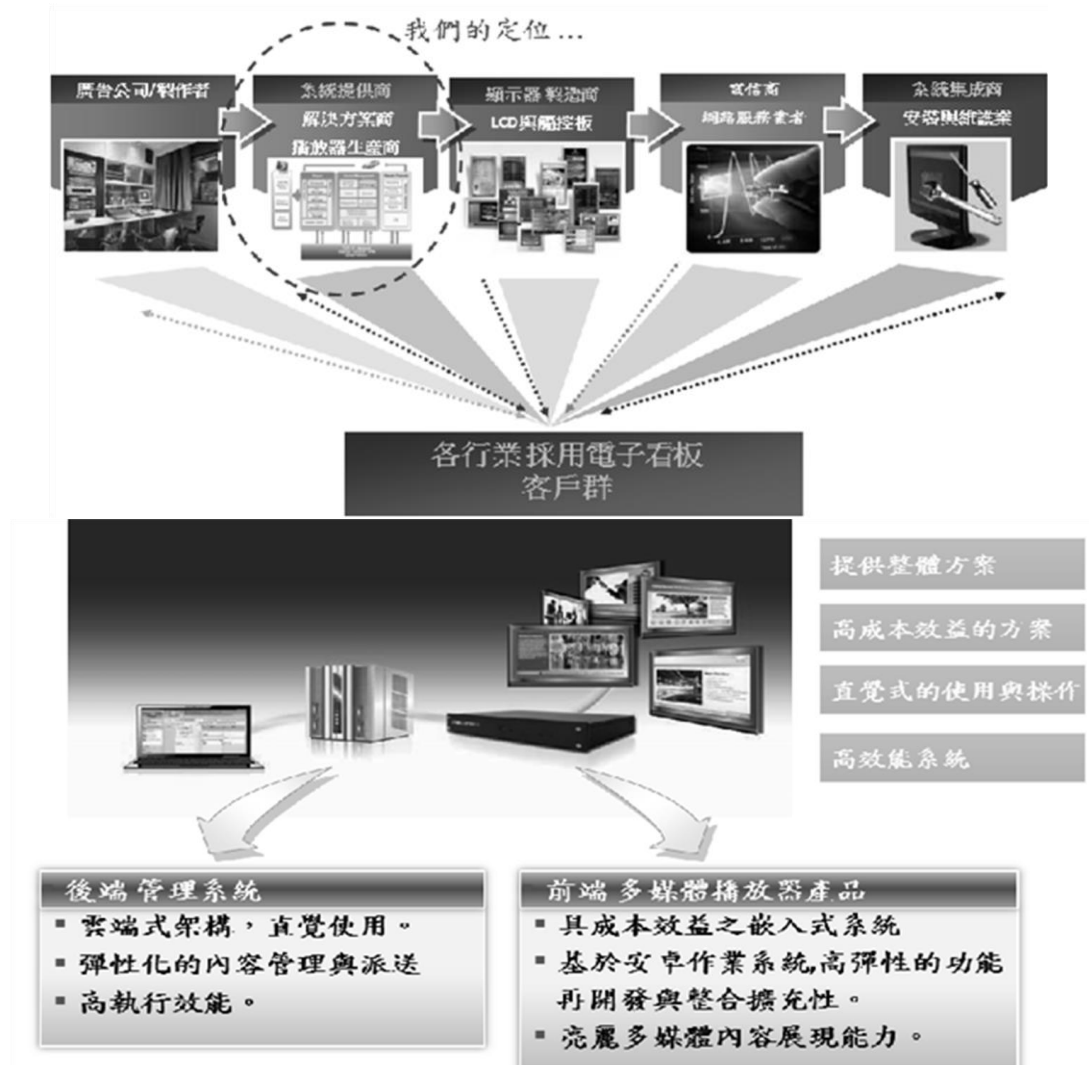 我們的定位...
廣告公司/製作者
系統提供商
解決方案商
播放器生產商
顯示器 製造商
LCD與觸控板
電信商
網路服務業者
系統集成商
安裝與維護業
各行業採用電子看板
客戶群
提供整體方案
高成本效益的方案
直覺式的使用與操作
高效能系統
後端管理系統
▪ 雲端式架構，直覺使用。
▪ 彈性化的內容管理與派送
▪ 高執行效能。
前端多媒體播放器產品
▪ 具成本效益之嵌入式系統
▪ 基於安卓作業系統,高彈性的功能
再開發與整合擴充性。
▪ 亮麗多媒體內容展現能力。